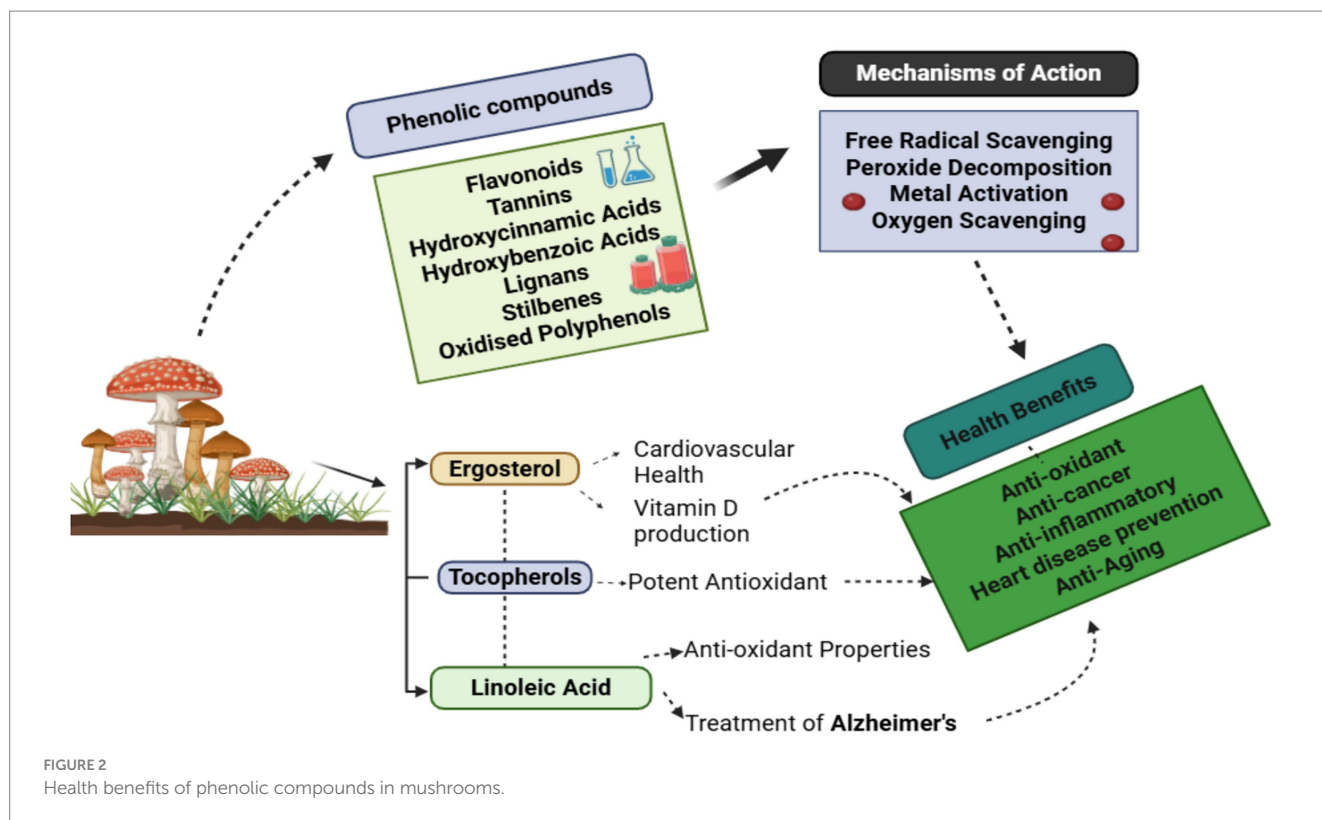 Phenolic compounds
Flavonoids
Tannins
Hydroxycinnamic Acids
Hydroxybenzoic Acids
Lignans
Stilbenes
Oxidised Polyphenols
Mechanisms of Action
Free Radical Scavenging
Peroxide Decomposition
Metal Activation
Oxygen Scavenging
Health Benefits
Anti-oxidant
Anti-cancer
Anti-inflammatory
Heart disease prevention
Anti-Aging
Ergosterol
Cardiovascular
Health
Vitamin D
production
Tocopherols
Potent Antioxidant
Linoleic Acid
Anti-oxidant Properties
Treatment of Alzheimer's
FIGURE 2
Health benefits of phenolic compounds in mushrooms.